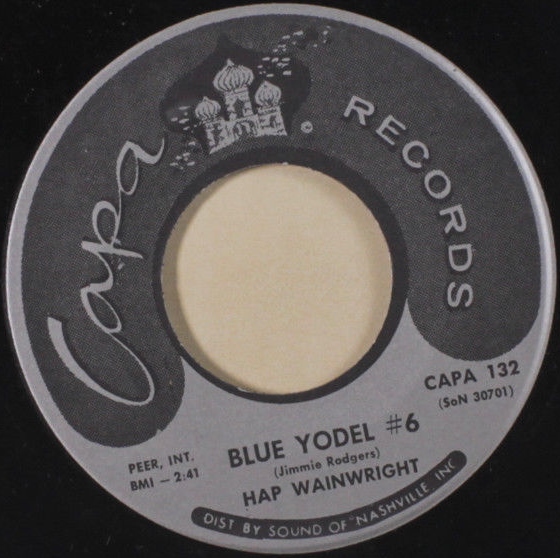 Capa
RECORDS
©
CAPA 132
(SoN 30701)
PEER, INT.
BMI — 2:41
BLUE YODEL #6
(Jimmie Rodgers)
HAP WAINWRIGHT
DIST BY SOUND OF NASHVILLE INC